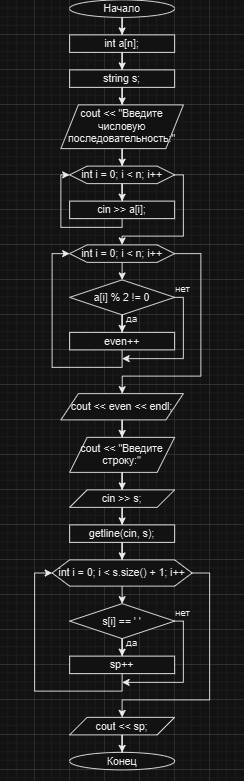 Начало
int a[n];
string s;
cout << "Введите
числовую
последовательность:"
int i = 0; i < n; i++
cin >> a[i];
int i = 0; i < n; i++
a[i] % 2 != 0
нет
да
even++
cout << even << endl;
cout << "Введите
строку:"
cin >> s;
getline(cin, s);
int i = 0; i < s.size() + 1; i++
s[i] == ' '
нет
да
sp++
cout << sp;
Конец